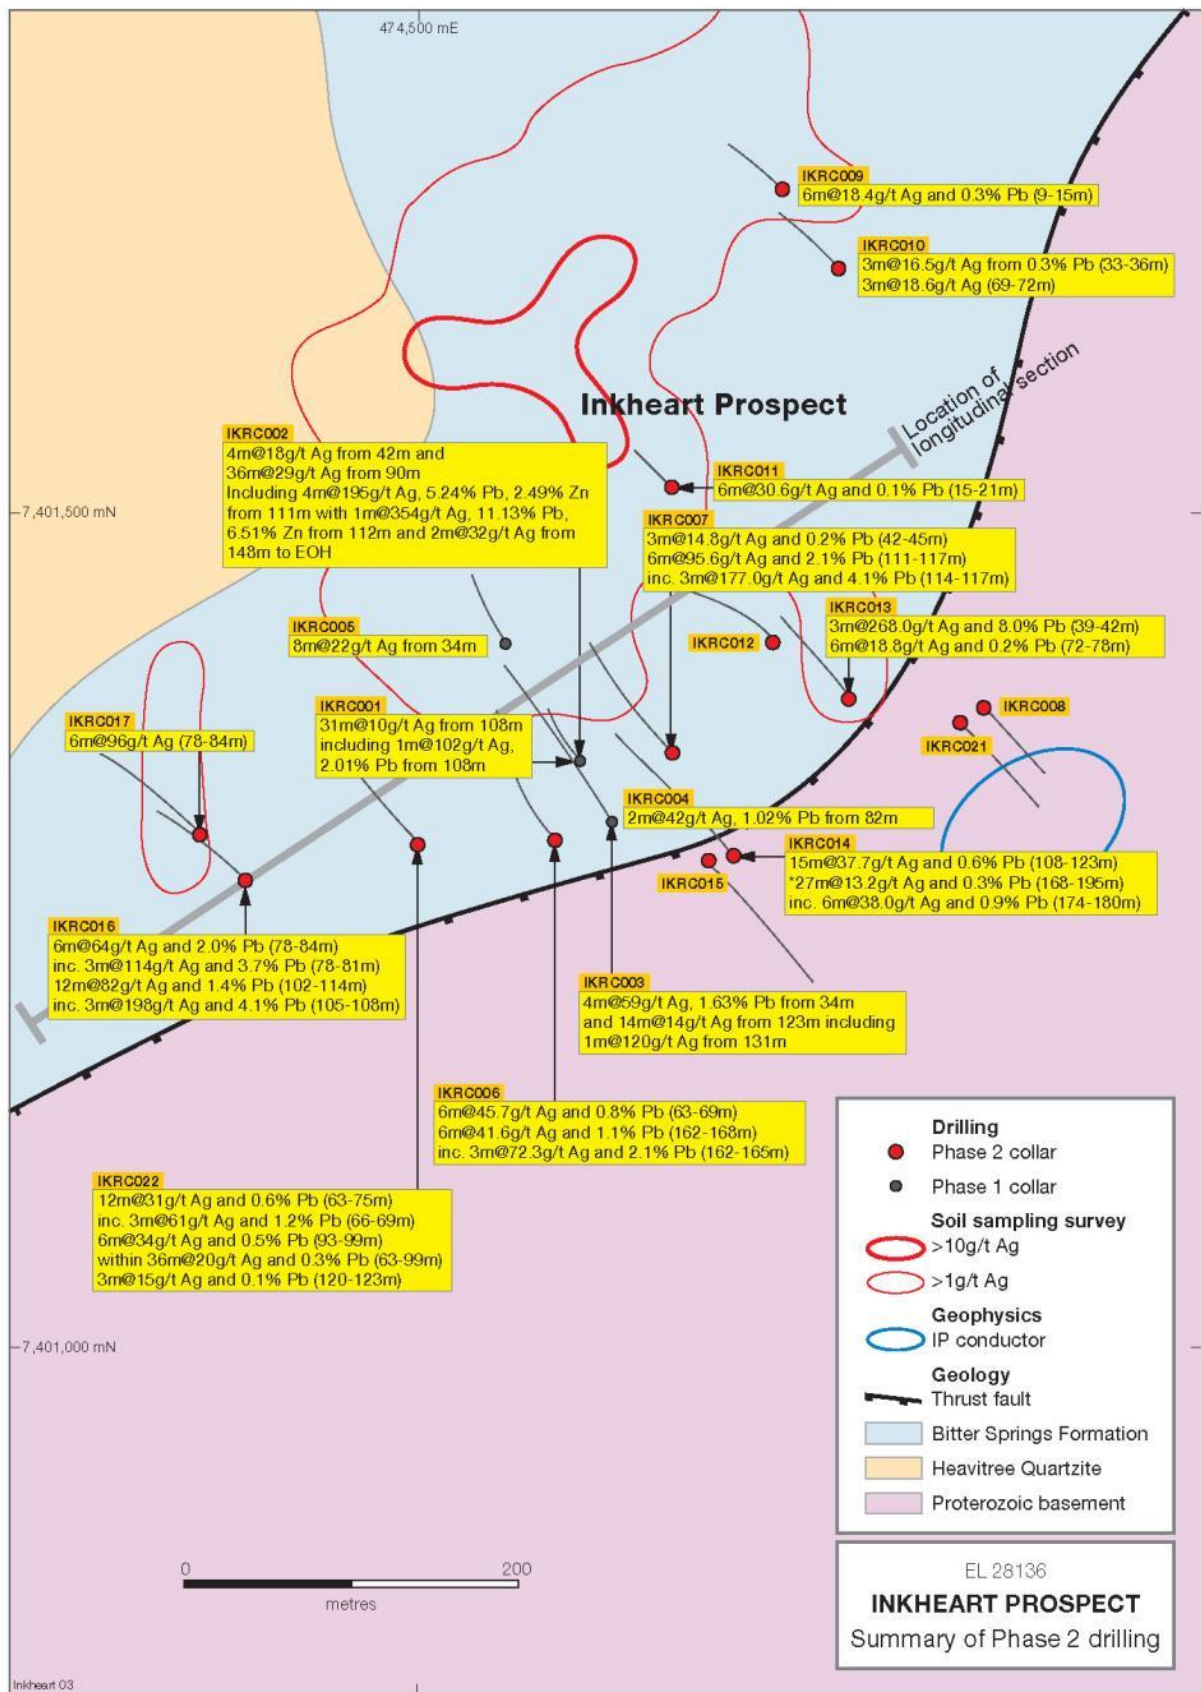 474,500 mE
IKRC009
6m@18.4g/t Ag and 0.3% Pb (9-15m)
IKRC010
3m@16.5g/t Ag from 0.3% Pb (33-36m)
3m@18.6g/t Ag (69-72m)
Location of
longitudinal section
Inkheart Prospect
IKRC002
4m@18g/t Ag from 42m and
36m@29g/t Ag from 90m
Including 4m@195g/t Ag, 5.24% Pb, 2.49% Zn
from 111m with 1m@354g/t Ag, 11.13% Pb,
6.51% Zn from 112m and 2m@32g/t Ag from
148m to EOH
IKRC011
6m@30.6g/t Ag and 0.1% Pb (15-21m)
7,401,500 mN
IKRC007
3m@14.8g/t Ag and 0.2% Pb (42-45m)
6m@95.6g/t Ag and 2.1% Pb (111-117m)
inc. 3m@177.0g/t Ag and 4.1% Pb (114-117m)
IKRC005
8m@22g/t Ag from 34m
IKRC012
IKRC013
3m@268.0g/t Ag and 8.0% Pb (39-42m)
6m@18.8g/t Ag and 0.2% Pb (72-78m)
IKRC017
6m@96g/t Ag (78-84m)
IKRC001
31m@10g/t Ag from 108m
including 1m@102g/t Ag,
2.01% Pb from 108m
IKRC008
IKRC021
IKRC004
2m@42g/t Ag, 1.02% Pb from 82m
IKRC014
15m@37.7g/t Ag and 0.6% Pb (108-123m)
*27m@13.2g/t Ag and 0.3% Pb (168-195m)
inc. 6m@38.0g/t Ag and 0.9% Pb (174-180m)
IKRC015
IKRC016
6m@64g/t Ag and 2.0% Pb (78-84m)
inc. 3m@114g/t Ag and 3.7% Pb (78-81m)
12m@82g/t Ag and 1.4% Pb (102-114m)
inc. 3m@198g/t Ag and 4.1% Pb (105-108m)
IKRC003
4m@59g/t Ag, 1.63% Pb from 34m
and 14m@14g/t Ag from 123m including
1m@120g/t Ag from 131m
IKRC006
6m@45.7g/t Ag and 0.8% Pb (63-69m)
6m@41.6g/t Ag and 1.1% Pb (162-168m)
inc. 3m@72.3g/t Ag and 2.1% Pb (162-165m)
IKRC022
12m@31g/t Ag and 0.6% Pb (63-75m)
inc. 3m@61g/t Ag and 1.2% Pb (66-69m)
6m@34g/t Ag and 0.5% Pb (93-99m)
within 36m@20g/t Ag and 0.3% Pb (63-99m)
3m@15g/t Ag and 0.1% Pb (120-123m)
7,401,000 mN
Drilling
Phase 2 collar
Phase 1 collar
Soil sampling survey
>10g/t Ag
>1g/t Ag
Geophysics
IP conductor
Geology
Thrust fault
Bitter Springs Formation
Heavitree Quartzite
Proterozoic basement
0
200
metres
EL 28136
INKHEART PROSPECT
Summary of Phase 2 drilling
Inkheart 03